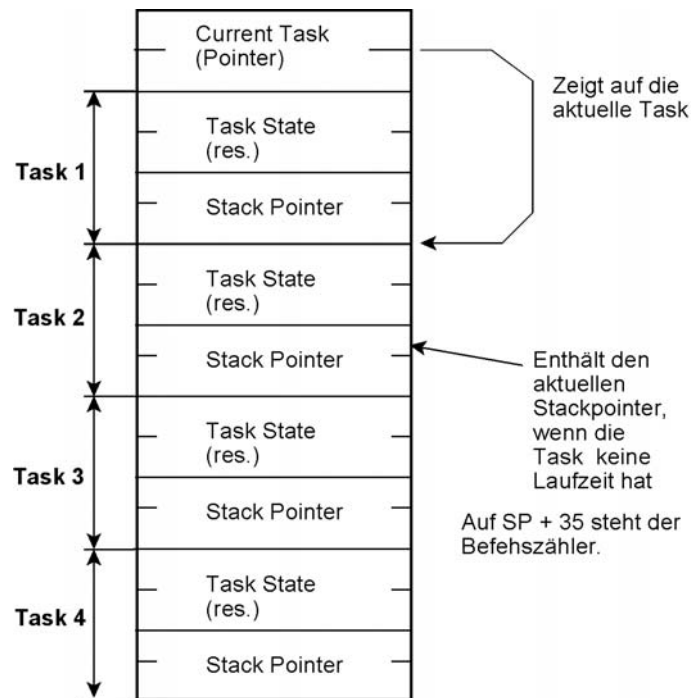 Current Task
(Pointer)
Zeigt auf die
aktuelle Task
Task 1
Task State
(res.)
Stack Pointer
Task 2
Task State
(res.)
Stack Pointer
Enthält den
aktuellen
Stackpointer,
wenn die
Task keine
Laufzeit hat
Auf SP + 35 steht der
Befehszähler.
Task 3
Task State
(res.)
Stack Pointer
Task 4
Task State
(res.)
Stack Pointer